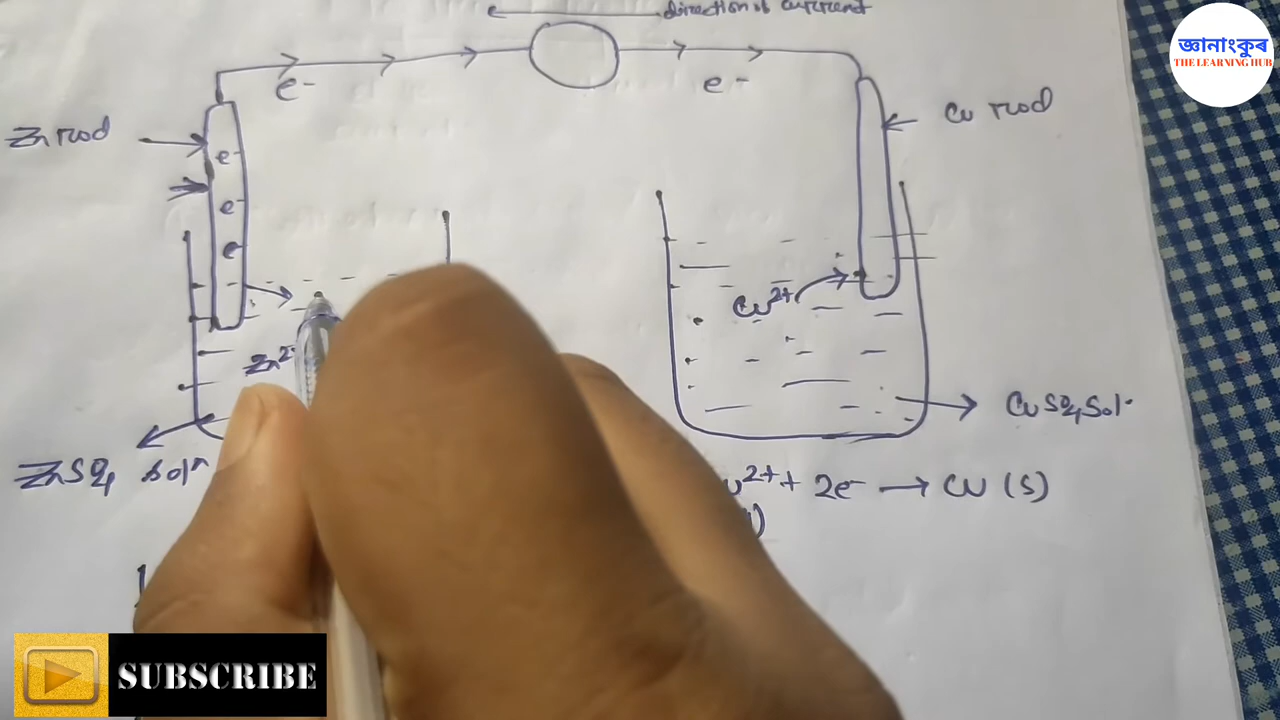 direction of current
জ্ঞানাংকুৰ
THE LEARNING HUB
e-
e-
Zn rod
Cu rod
e-
e-
e
Cu2+
Zn2
CuSO4 Sol.
ZnSO4 soln
2+ + 2e- → Cu (s)
SUBSCRIBE